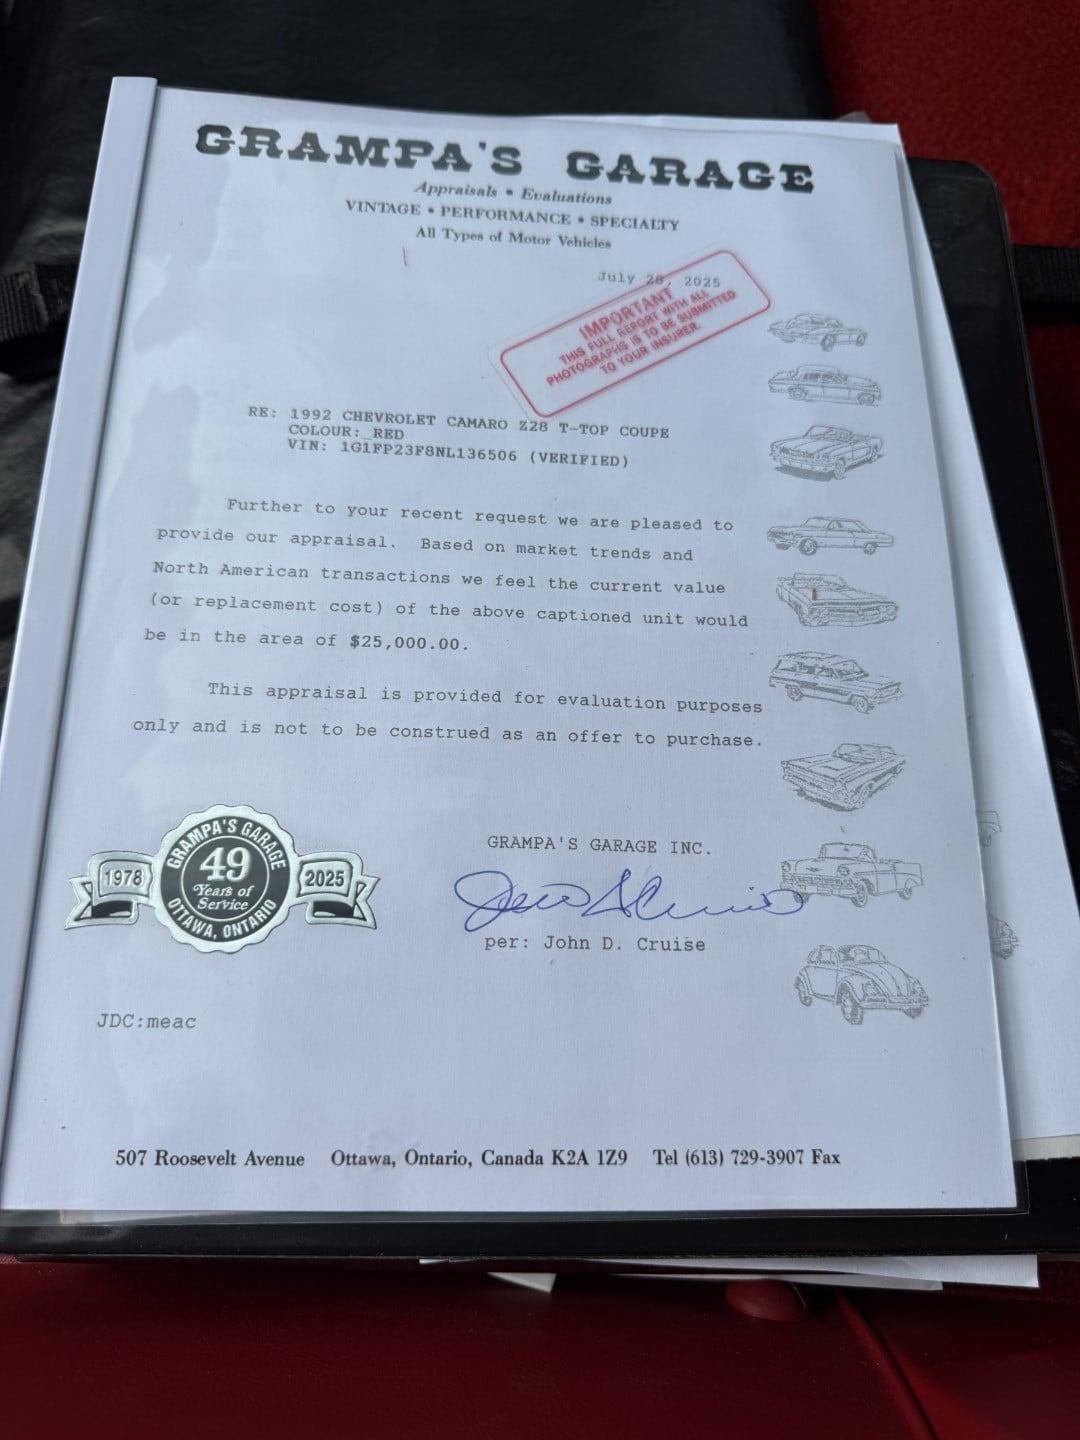 GRAMPA'S GARAGE
Appraisals • Evaluations
VINTAGE • PERFORMANCE • SPECIALTY
All Types of Motor Vehicles
July 28, 2025
IMPORTANT
THIS FULL REPORT WITH ALL
PHOTOGRAPHS IS TO BE SUBMITTED
TO YOUR INSURER.
RE: 1992 CHEVROLET CAMARO Z28 T-TOP COUPE
COLOUR: RED
VIN: 1G1FP23F8NL136506 (VERIFIED)
Further to your recent request we are pleased to
provide our appraisal. Based on market trends and
North American transactions we feel the current value
(or replacement cost) of the above captioned unit would
be in the area of $25,000.00.
This appraisal is provided for evaluation purposes
only and is not to be construed as an offer to purchase.
GRAMPA'S GARAGE
49
Years of
Service
OTTAWA, ONTARIO
1978
2025
GRAMPA'S GARAGE INC.
per: John D. Cruise
JDC:meac
507 Roosevelt Avenue Ottawa, Ontario, Canada K2A 1Z9 Tel (613) 729-3907 Fax